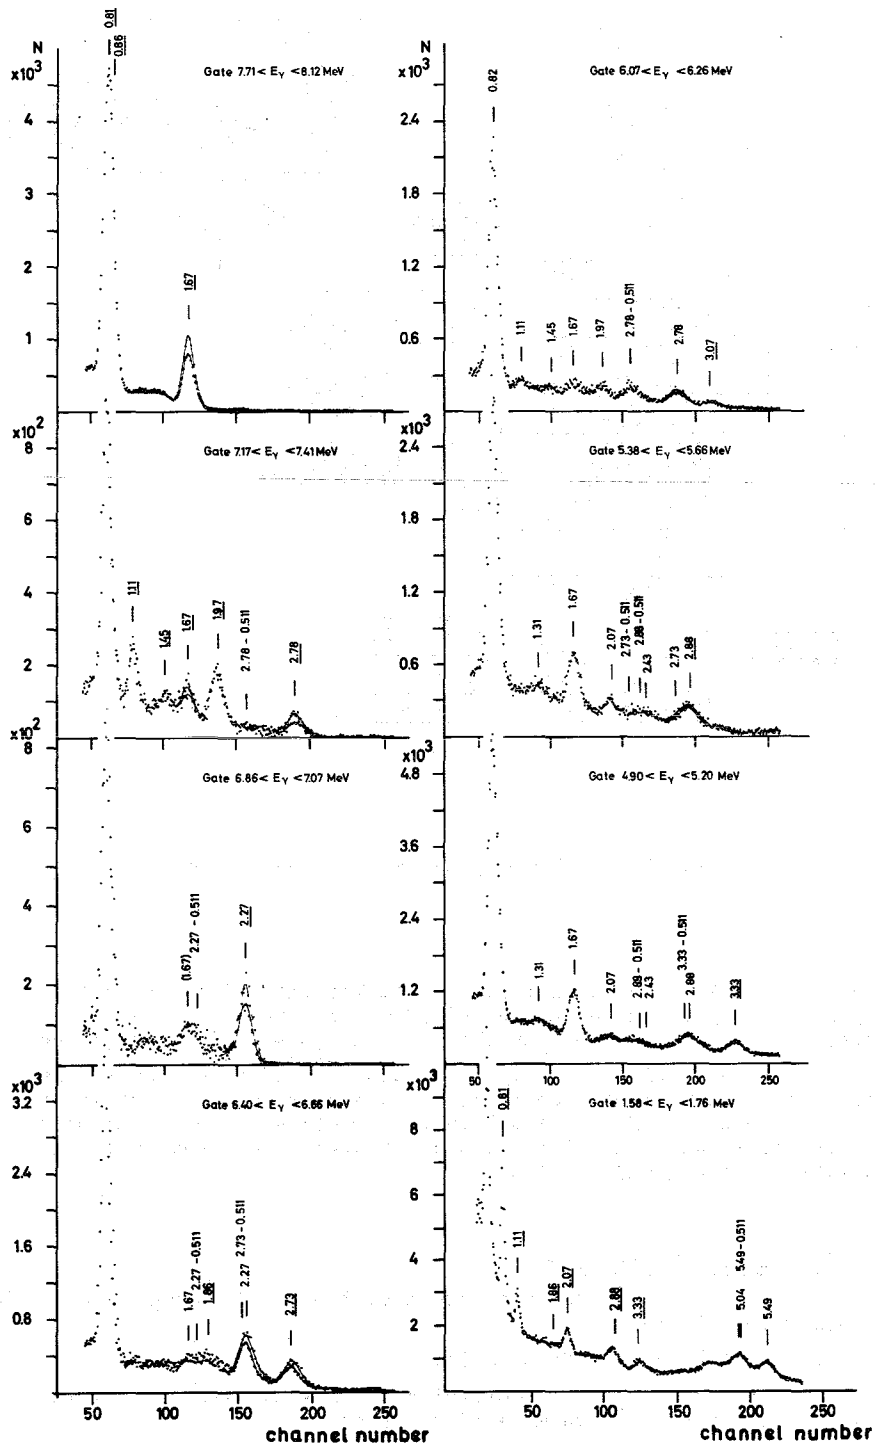 0.81
0.86
N
x10³
Gate 7.71 < Eγ < 8.12 MeV
4
3
2
1
1.67
N
x10³
Gate 6.07 < Eγ < 6.26 MeV
0.82
2.4
1.8
1.2
0.6
1.11
1.45
1.67
1.97
2.78 - 0.511
2.78
3.07
x10²
Gate 7.17 < Eγ < 7.41 MeV
8
6
4
2
1.11
1.45
1.67
1.97
2.78 - 0.511
2.78
x10³
Gate 5.38 < Eγ < 5.66 MeV
2.4
1.8
1.2
0.6
1.31
1.67
2.07
2.73 - 0.511
2.88 - 0.511
2.43
2.73
2.88
x10²
Gate 6.86 < Eγ < 7.07 MeV
8
6
4
2
(1.67)
2.27 - 0.511
2.27
x10³
Gate 4.90 < Eγ < 5.20 MeV
4.8
3.6
2.4
1.2
1.31
1.67
2.07
2.88 - 0.511
2.43
3.33 - 0.511
2.88
3.33
50 100 150 200 250
x10³
Gate 6.40 < Eγ < 6.66 MeV
3.2
2.4
1.6
0.8
1.67
2.27 - 0.511
1.86
2.27
2.73 - 0.511
2.73
50 100 150 200 250
channel number
x10³
Gate 1.58 < Eγ < 1.76 MeV
8
6
4
2
0.81
1.11
1.86
2.07
2.88
3.33
5.04
5.49 - 0.511
5.49
50 100 150 200 250
channel number